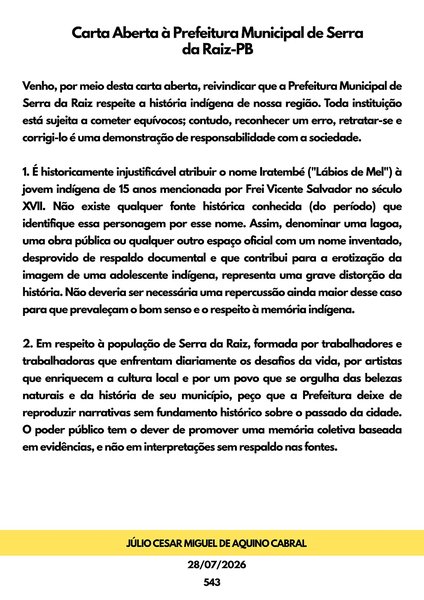 Carta Aberta à Prefeitura Municipal de Serra
da Raiz-PB
Venho, por meio desta carta aberta, reivindicar que a Prefeitura Municipal de
Serra da Raiz respeite a história indígena de nossa região. Toda instituição
está sujeita a cometer equívocos; contudo, reconhecer um erro, retratar-se e
corrigi-lo é uma demonstração de responsabilidade com a sociedade.
1. É historicamente injustificável atribuir o nome Iratembé ("Lábios de Mel") à
jovem indígena de 15 anos mencionada por Frei Vicente Salvador no século
XVII. Não existe qualquer fonte histórica conhecida (do período) que
identifique essa personagem por esse nome. Assim, denominar uma lagoa,
uma obra pública ou qualquer outro espaço oficial com um nome inventado,
desprovido de respaldo documental e que contribui para a erotização da
imagem de uma adolescente indígena, representa uma grave distorção da
história. Não deveria ser necessária uma repercussão ainda maior desse caso
para que prevaleçam o bom senso e o respeito à memória indígena.
2. Em respeito à população de Serra da Raiz, formada por trabalhadores e
trabalhadoras que enfrentam diariamente os desafios da vida, por artistas
que enriquecem a cultura local e por um povo que se orgulha das belezas
naturais e da história de seu município, peço que a Prefeitura deixe de
reproduzir narrativas sem fundamento histórico sobre o passado da cidade.
O poder público tem o dever de promover uma memória coletiva baseada
em evidências, e não em interpretações sem respaldo nas fontes.
JÚLIO CESAR MIGUEL DE AQUINO CABRAL
28/07/2026
543